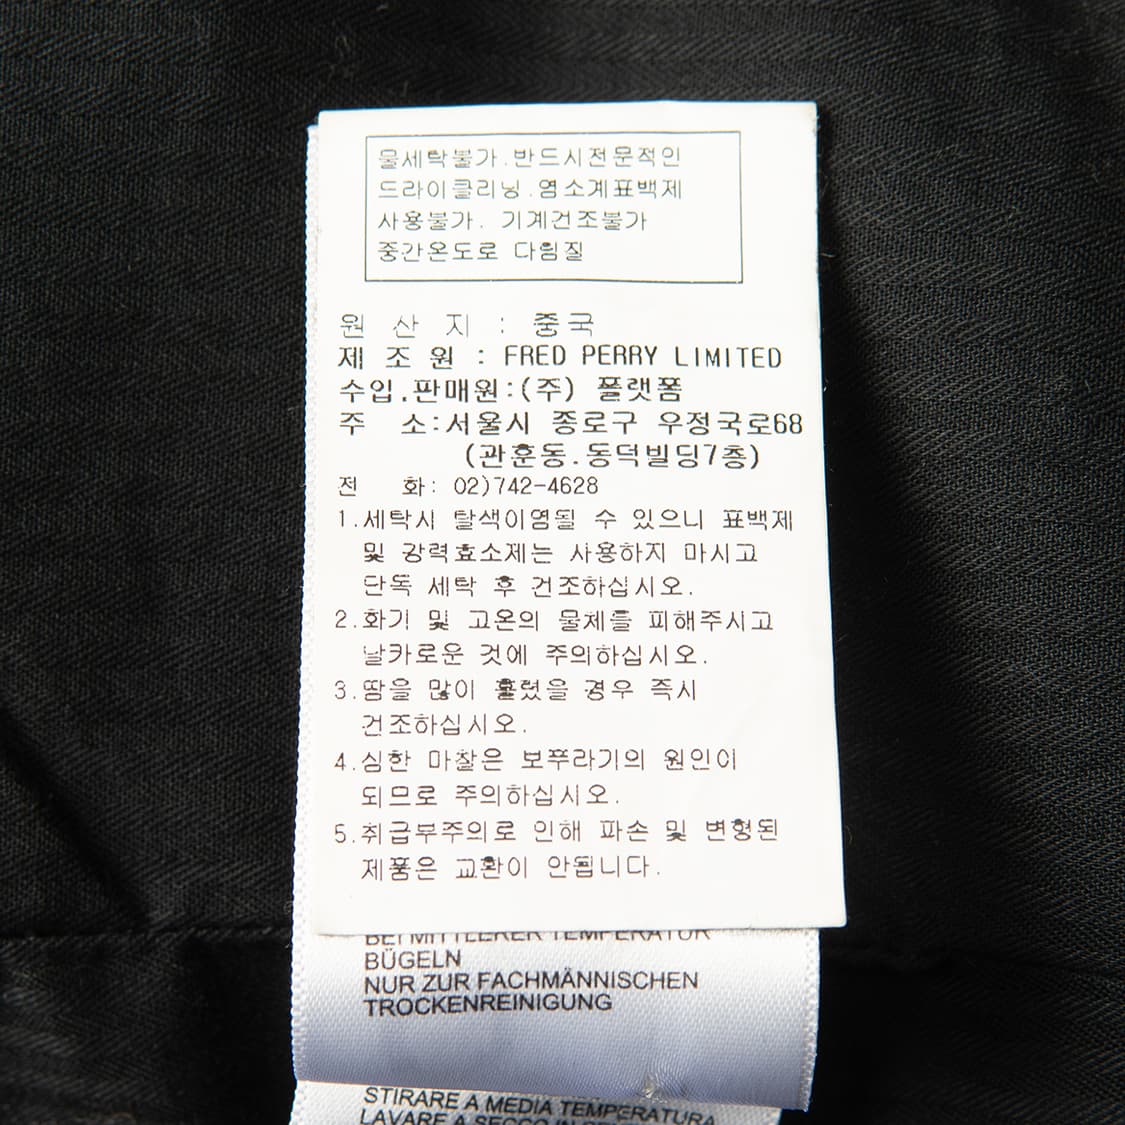 물세탁불가.반드시전문적인
드라이클리닝.염소계표백제
사용불가. 기계건조불가
중간온도로 다림질
원 산 지 : 중국
제 조 원 : FRED PERRY LIMITED
수입.판매원:(주) 플랫폼
주 소:서울시 종로구 우정국로68
(관훈동.동덕빌딩7층)
전 화: 02)742-4628
1.세탁시 탈색이염될 수 있으니 표백제
및 강력효소제는 사용하지 마시고
단독 세탁 후 건조하십시오.
2.화기 및 고온의 물체를 피해주시고
날카로운 것에 주의하십시오.
3.땀을 많이 흘렸을 경우 즉시
건조하십시오.
4.심한 마찰은 보푸라기의 원인이
되므로 주의하십시오.
5.취급부주의로 인해 파손 및 변형된
제품은 교환이 안됩니다.
BEI MITTLERER TEMPERATUR
BÜGELN
NUR ZUR FACHMÄNNISCHEN
TROCKENREINIGUNG
STIRARE A MEDIA TEMPERATURA
LAVARE A SECCO IN